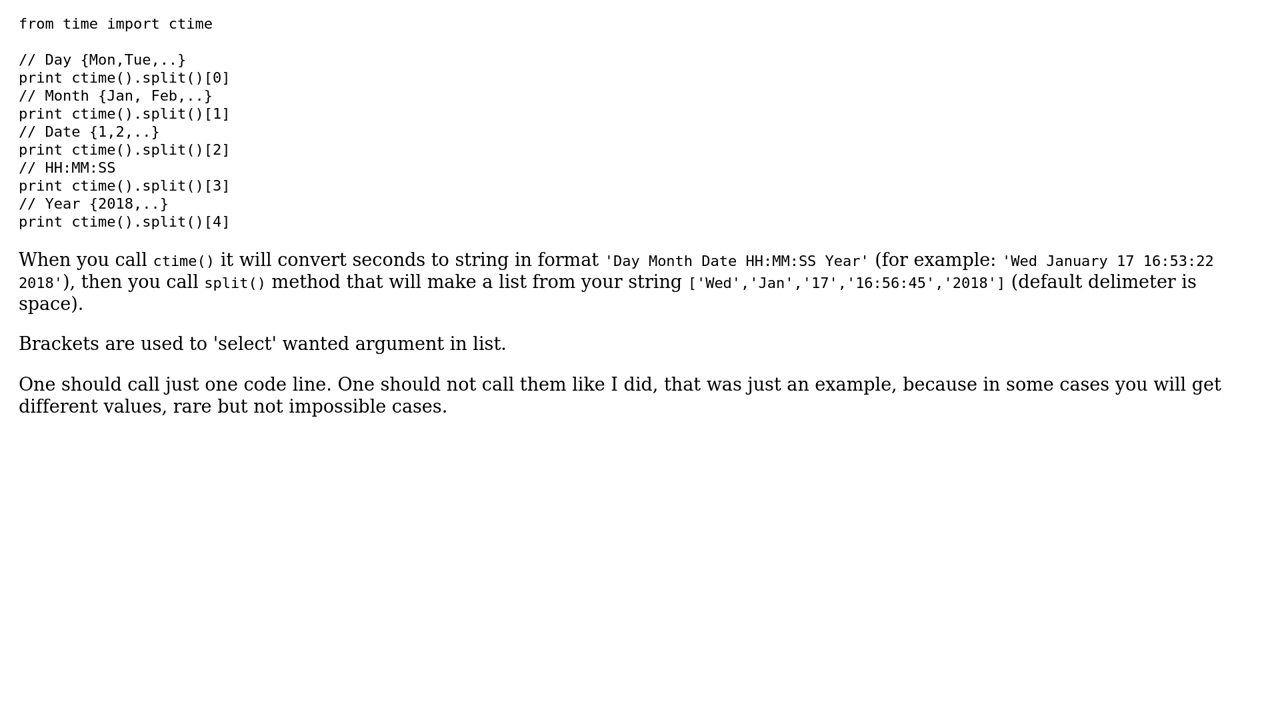 from time import ctime
// Day {Mon,Tue,..}
print ctime().split()[0]
// Month {Jan, Feb,..}
print ctime().split()[1]
// Date {1,2,..}
print ctime().split()[2]
// HH:MM:SS
print ctime().split()[3]
// Year {2018,..}
print ctime().split()[4]
When you call ctime() it will convert seconds to string in format 'Day Month Date HH:MM:SS Year' (for example: 'Wed January 17 16:53:22
2018'), then you call split() method that will make a list from your string ['Wed','Jan','17','16:56:45','2018'] (default delimeter is
space).
Brackets are used to 'select' wanted argument in list.
One should call just one code line. One should not call them like I did, that was just an example, because in some cases you will get
different values, rare but not impossible cases.